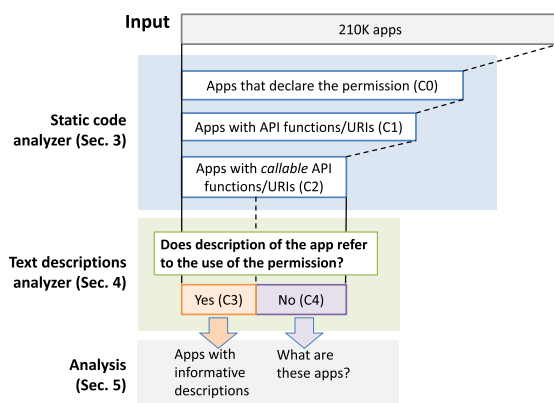 Input
210K apps
Apps that declare the permission (C0)
Static code
analyzer (Sec. 3)
Apps with API functions/URIs (C1)
Apps with callable API
functions/URIs (C2)
Does description of the app refer
to the use of the permission?
Text descriptions
analyzer (Sec. 4)
Yes (C3)
No (C4)
Analysis
(Sec. 5)
Apps with
informative
descriptions
What are
these apps?